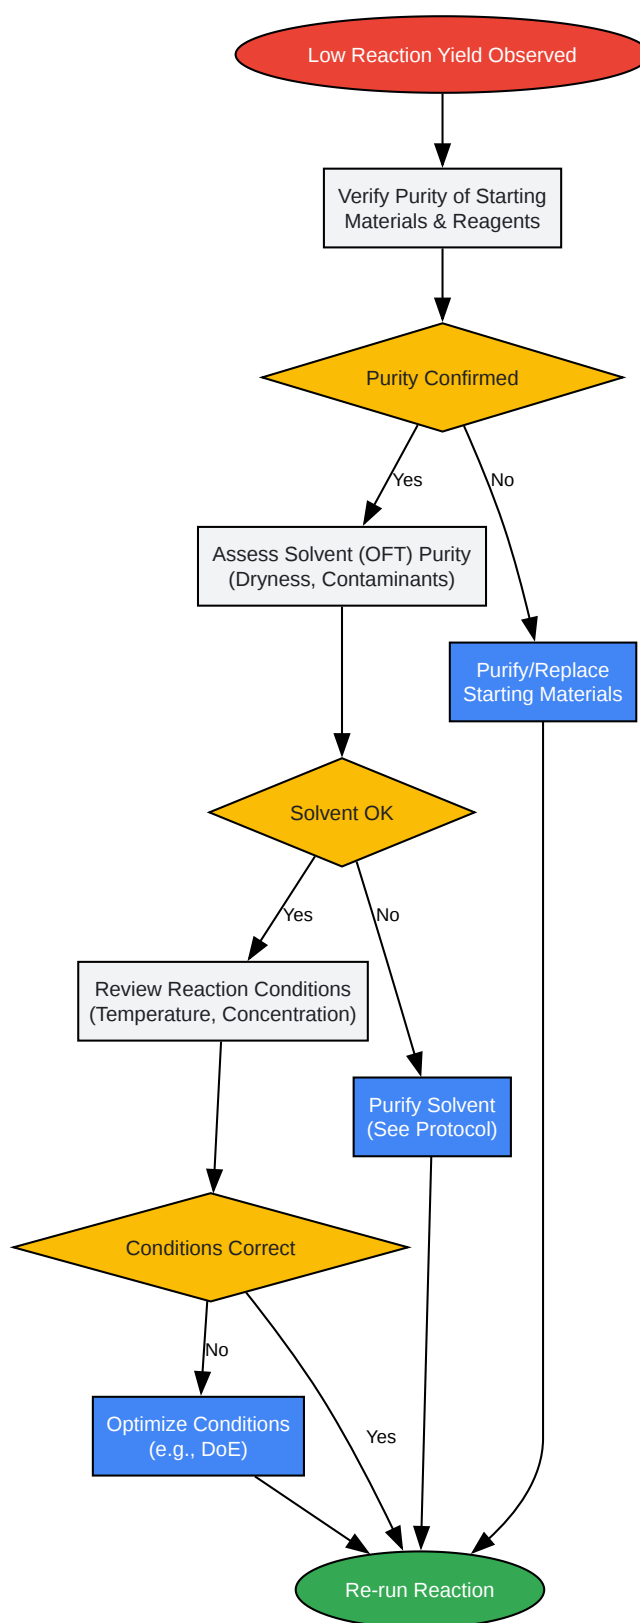 Low Reaction Yield Observed
Verify Purity of Starting
Materials & Reagents
Purity Confirmed
Yes
No
Assess Solvent (OFT) Purity
(Dryness, Contaminants)
Purify/Replace
Starting Materials
Solvent OK
Yes
No
Review Reaction Conditions
(Temperature, Concentration)
Purify Solvent
(See Protocol)
Conditions Correct
No
Yes
Optimize Conditions
(e.g., DoE)
Re-run Reaction